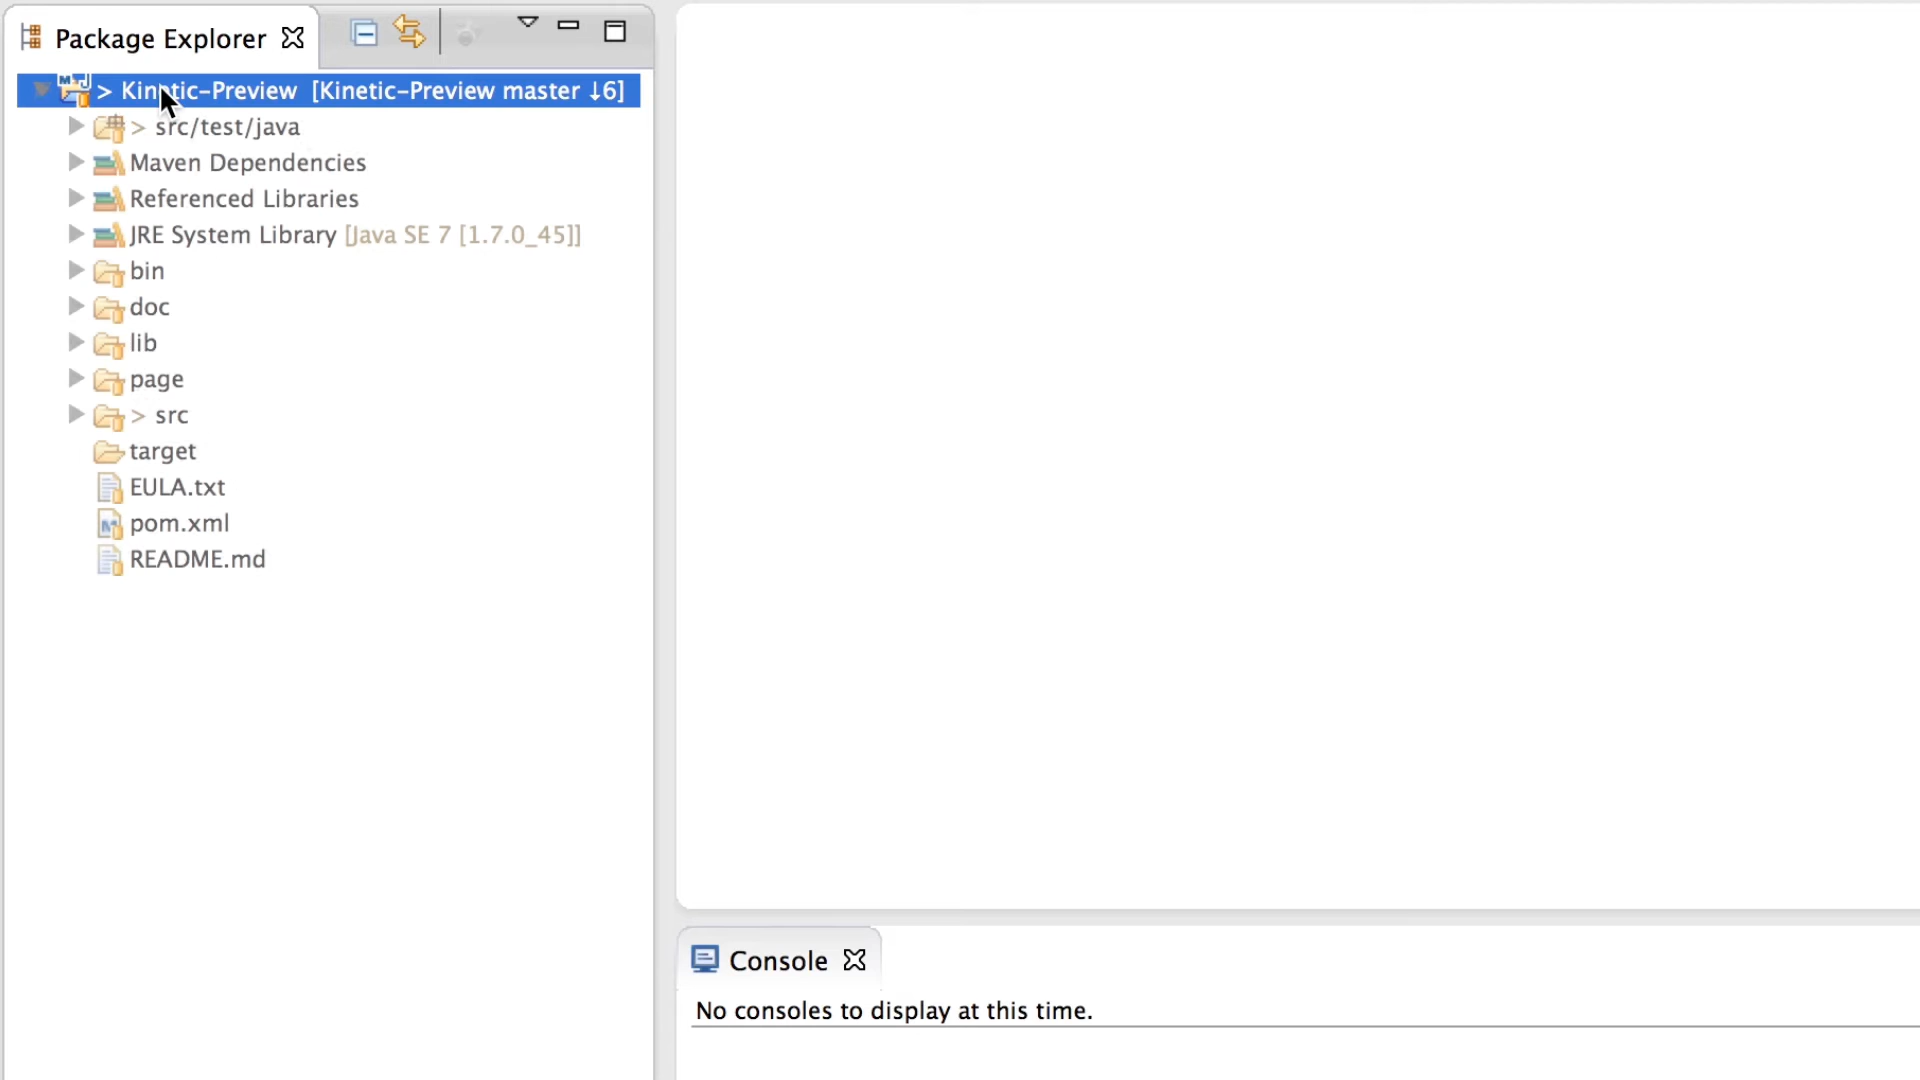 Package Explorer
> Kinetic-Preview [Kinetic-Preview master ↓6]
> src/test/java
Maven Dependencies
Referenced Libraries
JRE System Library [Java SE 7 [1.7.0_45]]
bin
doc
lib
page
> src
target
EULA.txt
pom.xml
README.md
Console
No consoles to display at this time.